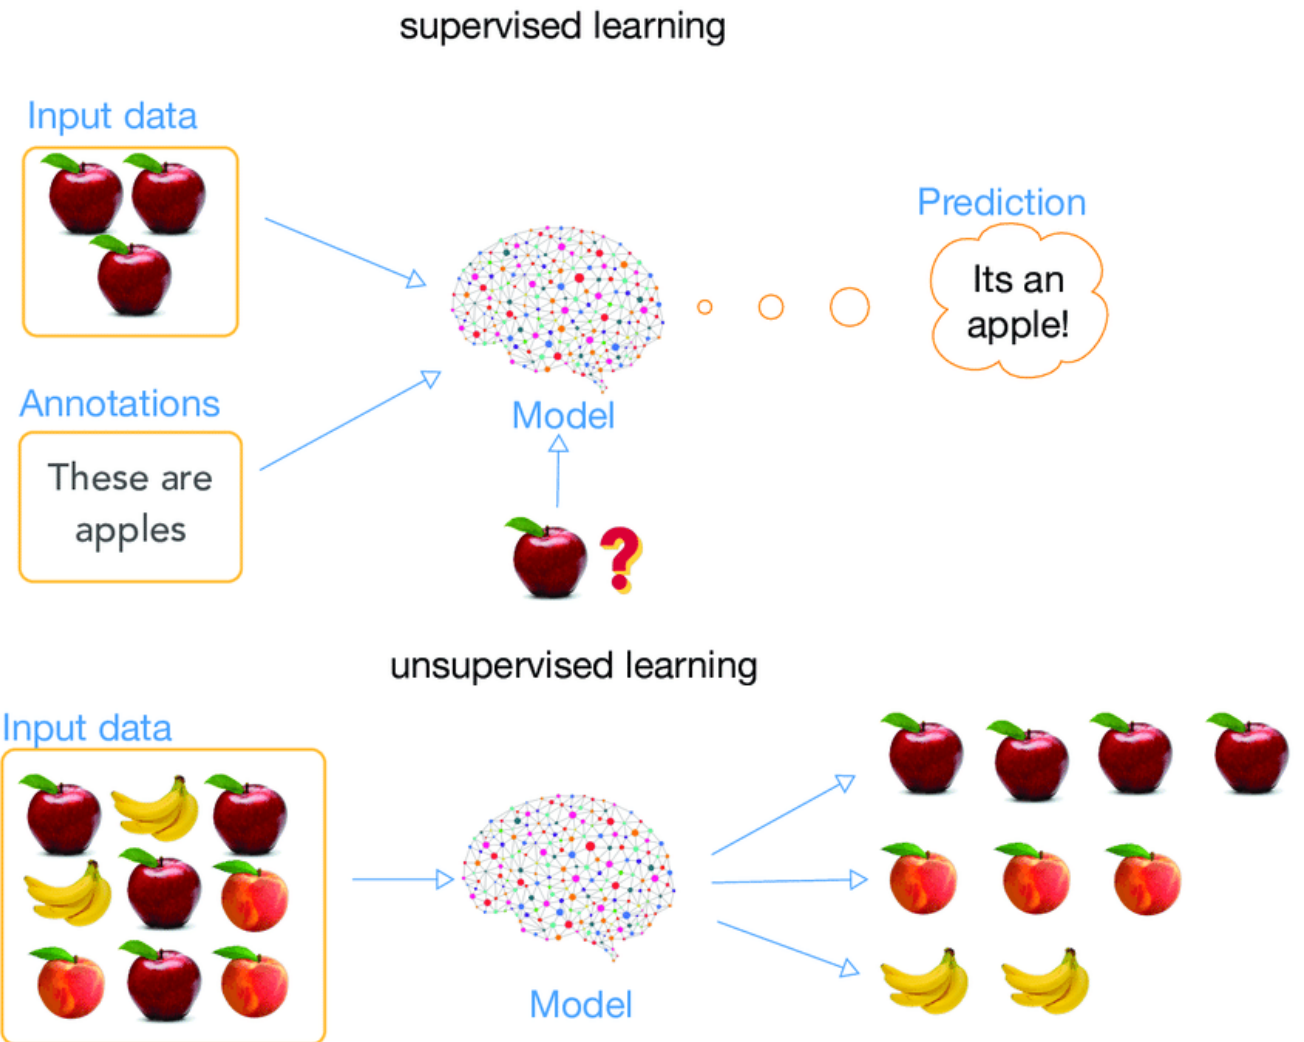 supervised learning
Input data
Prediction
Its an
apple!
Annotations
Model
These are
apples
?
unsupervised learning
Input data
Model